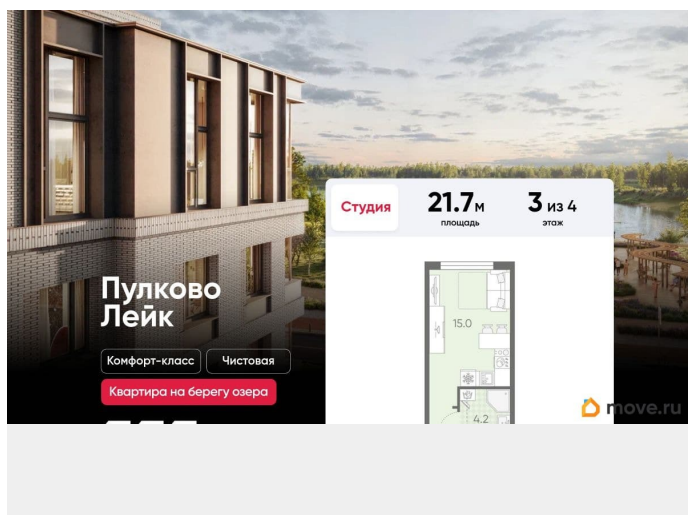 Студия
21.7м
площадь
3 из 4
этаж
Пулково
Лейк
Комфорт-класс
Чистовая
Квартира на берегу озера
15.0
4.2
move.ru